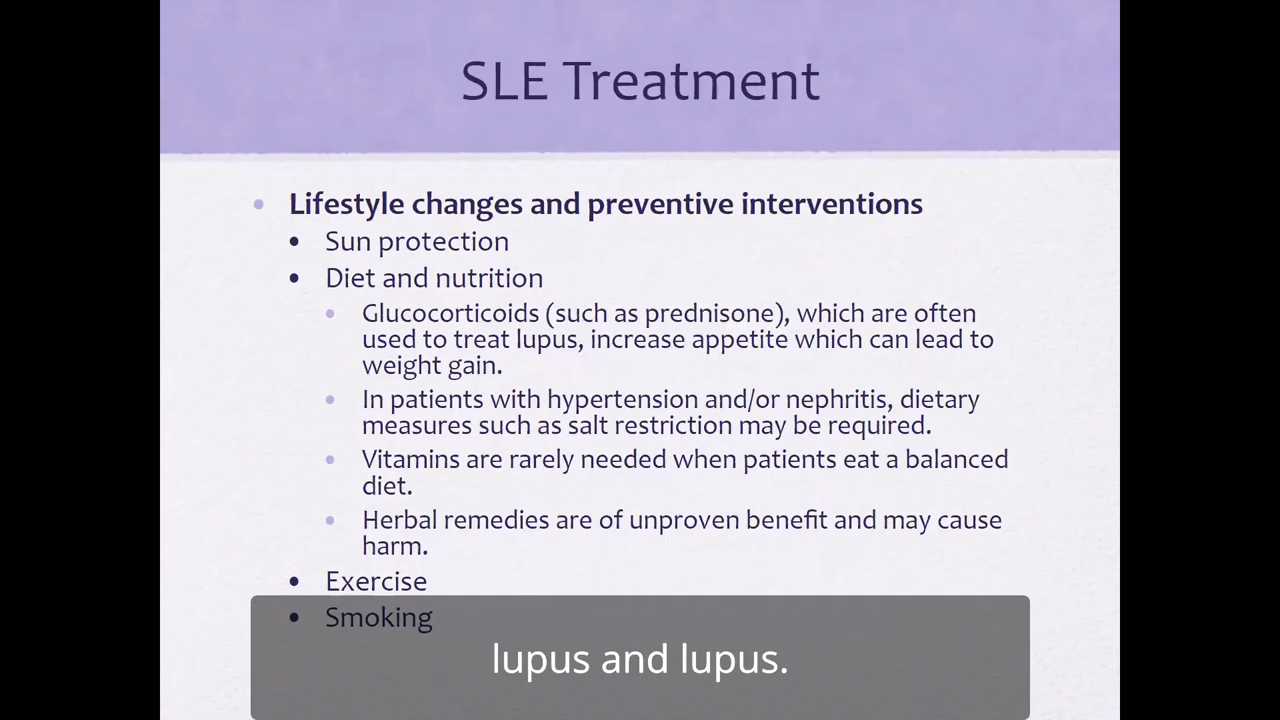 SLE Treatment
• Lifestyle changes and preventive interventions
• Sun protection
• Diet and nutrition
• Glucocorticoids (such as prednisone), which are often
used to treat lupus, increase appetite which can lead to
weight gain.
• In patients with hypertension and/or nephritis, dietary
measures such as salt restriction may be required.
• Vitamins are rarely needed when patients eat a balanced
diet.
• Herbal remedies are of unproven benefit and may cause
harm.
• Exercise
• Smoking
lupus and lupus.